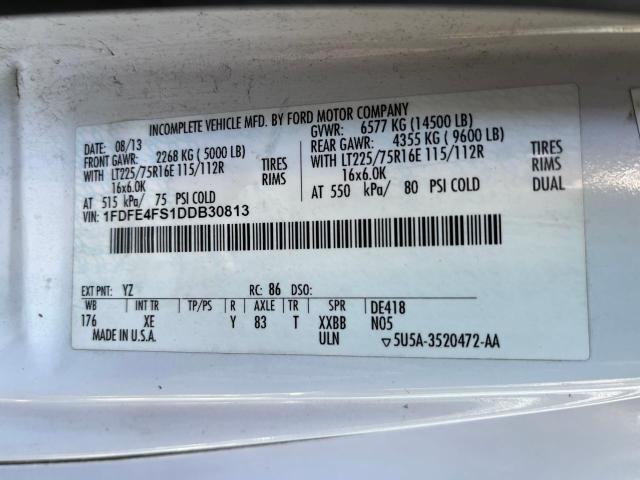 INCOMPLETE VEHICLE MFD. BY FORD MOTOR COMPANY
DATE: 08/13 GVWR: 6577 KG (14500 LB)
FRONT GAWR: 2268 KG ( 5000 LB) REAR GAWR: 4355 KG ( 9600 LB)
WITH LT225/75R16E 115/112R TIRES WITH LT225/75R16E 115/112R TIRES
16x6.0K RIMS 16x6.0K RIMS
AT 515 kPa/ 75 PSI COLD AT 550 kPa/ 80 PSI COLD DUAL
VIN: 1FDFE4FS1DDB30813
EXT PNT: YZ RC: 86 DSO:
WB INT TR TP/PS R AXLE TR SPR DE418
176 XE Y 83 T XXBB N05
MADE IN U.S.A. ULN ▽5U5A-3520472-AA